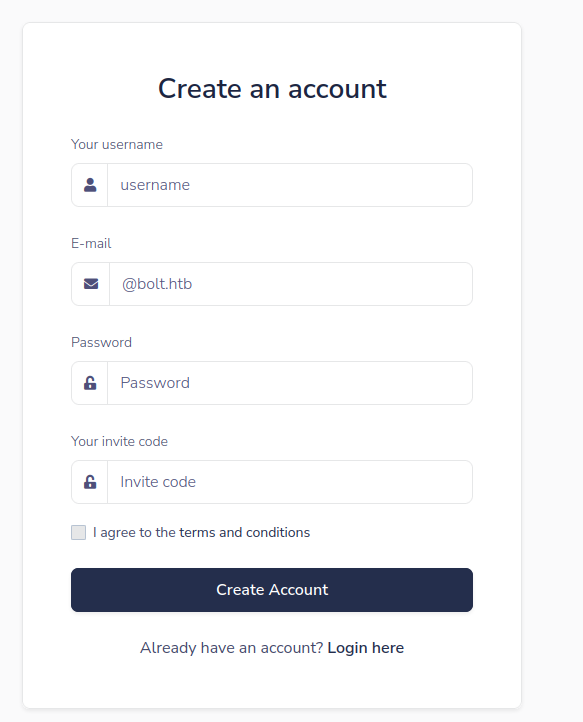 Create an account
Your username
username
E-mail
@bolt.htb
Password
Password
Your invite code
Invite code
I agree to the terms and conditions
Create Account
Already have an account? Login here